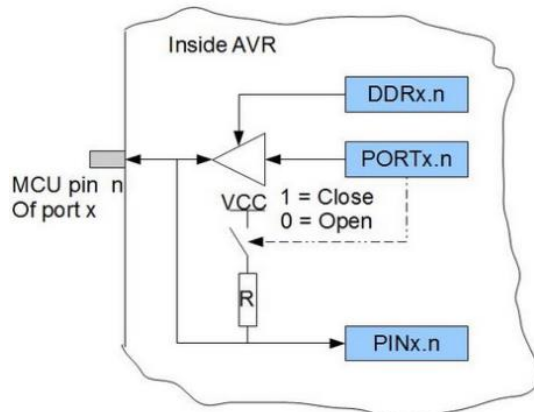 Inside AVR
DDRx.n
PORTx.n
MCU pin n
Of port x
VCC
1 = Close
0 = Open
R
PINx.n